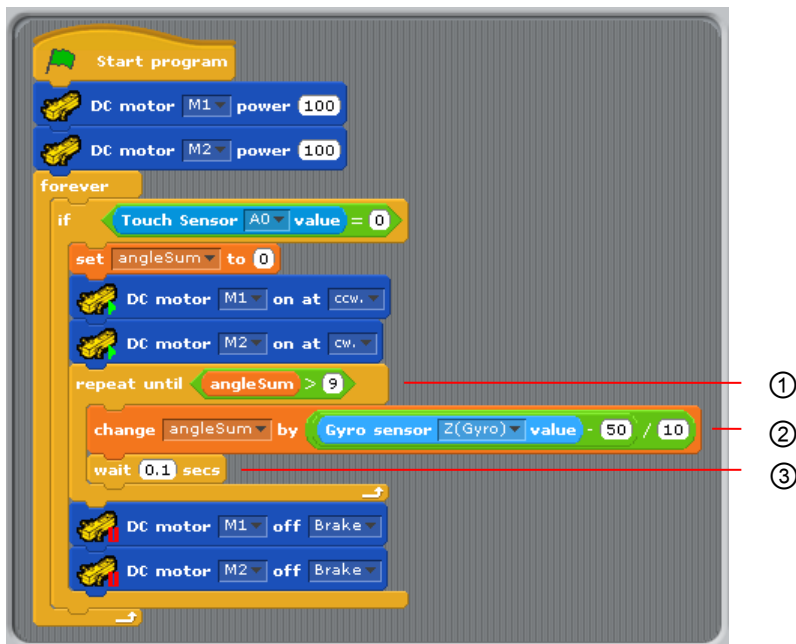 Start program
DC motor M1 power 100
DC motor M2 power 100
forever
if Touch Sensor A0 value = 0
set angleSum to 0
DC motor M1 on at ccw.
DC motor M2 on at cw.
repeat until angleSum > 9 ①
change angleSum by Gyro sensor Z(Gyro) value - 50 / 10 ②
wait 0.1 secs ③
DC motor M1 off Brake
DC motor M2 off Brake